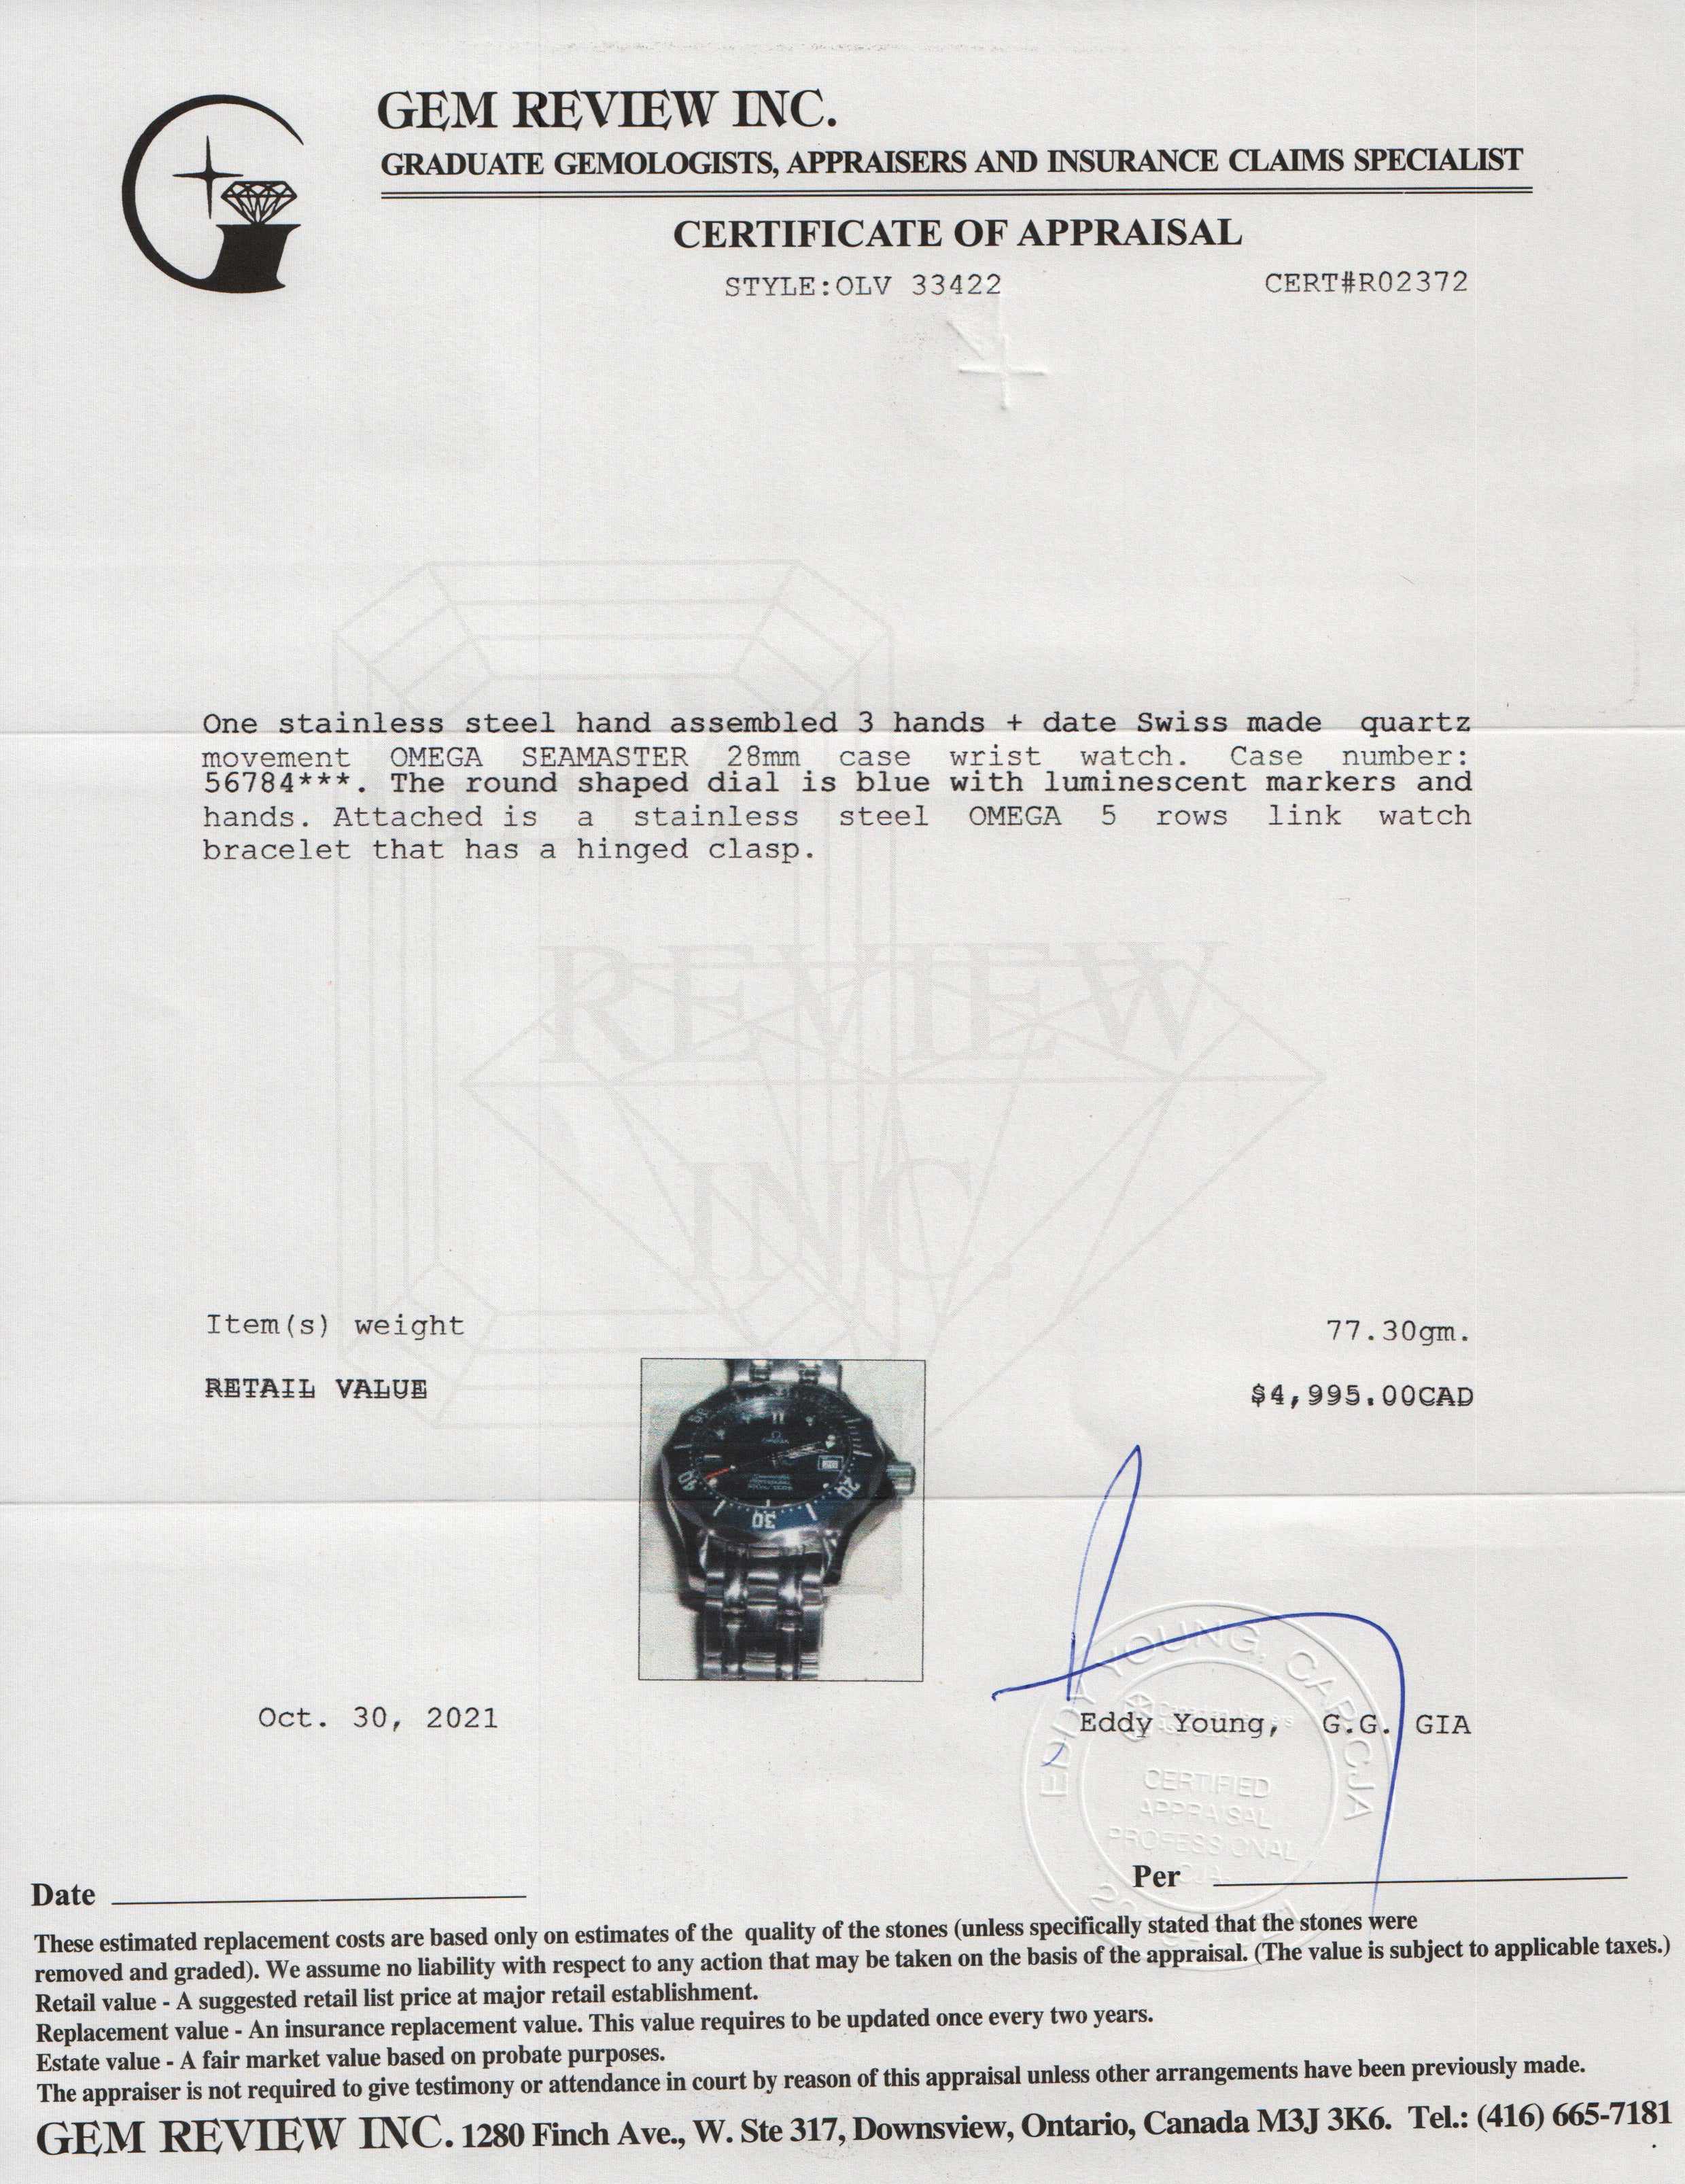 GEM REVIEW INC.
GRADUATE GEMOLOGISTS, APPRAISERS AND INSURANCE CLAIMS SPECIALIST
CERTIFICATE OF APPRAISAL
STYLE:OLV 33422 CERT#R02372
One stainless steel hand assembled 3 hands + date Swiss made quartz
movement OMEGA SEAMASTER 28mm case wrist watch. Case number:
56784***. The round shaped dial is blue with luminescent markers and
hands. Attached is a stainless steel OMEGA 5 rows link watch
bracelet that has a hinged clasp.
REVIEW
INC.
Item(s) weight 77.30gm.
RETAIL VALUE $4,995.00CAD
OMEGA
20
30
40
Oct. 30, 2021
Eddy Young, G.G. GIA
EDDY YOUNG, CAP CJA
CERTIFIED
APPRAISAL
PROFESSIONAL
Date
Per
These estimated replacement costs are based only on estimates of the quality of the stones (unless specifically stated that the stones were
removed and graded). We assume no liability with respect to any action that may be taken on the basis of the appraisal. (The value is subject to applicable taxes.)
Retail value - A suggested retail list price at major retail establishment.
Replacement value - An insurance replacement value. This value requires to be updated once every two years.
Estate value - A fair market value based on probate purposes.
The appraiser is not required to give testimony or attendance in court by reason of this appraisal unless other arrangements have been previously made.
GEM REVIEW INC. 1280 Finch Ave., W. Ste 317, Downsview, Ontario, Canada M3J 3K6. Tel.: (416) 665-7181